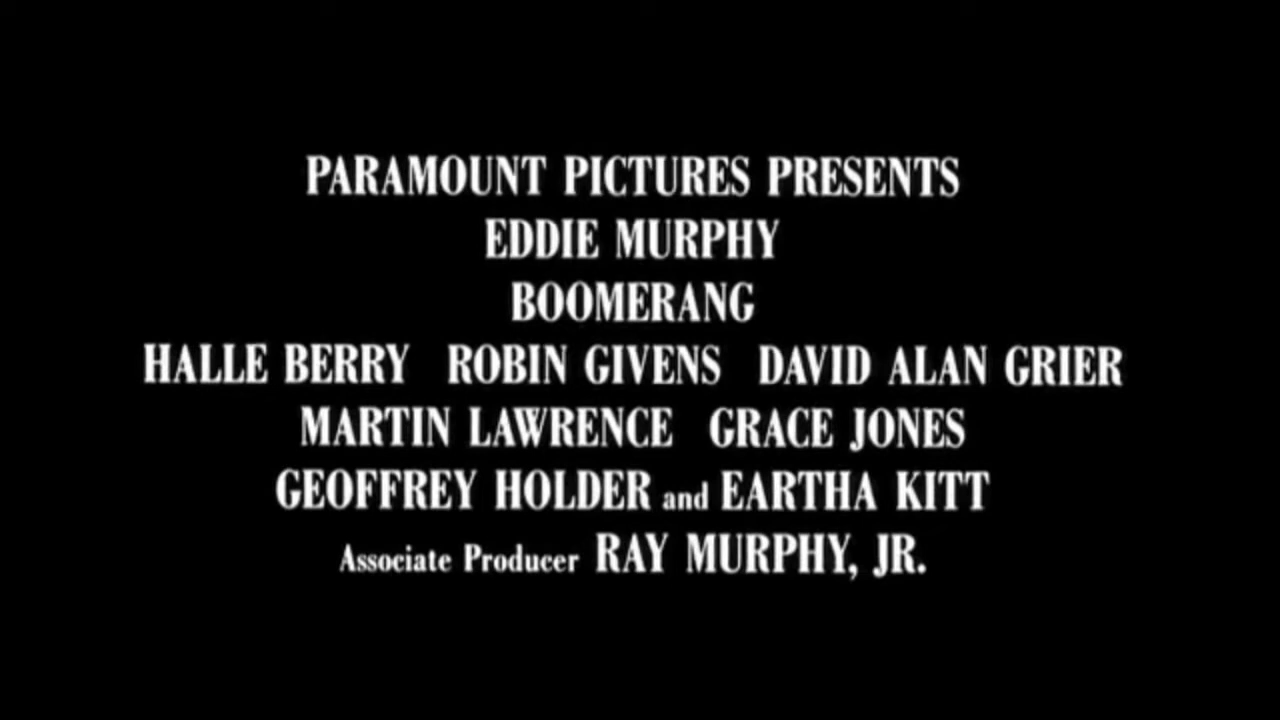 PARAMOUNT PICTURES PRESENTS
EDDIE MURPHY
BOOMERANG
HALLE BERRY ROBIN GIVENS DAVID ALAN GRIER
MARTIN LAWRENCE GRACE JONES
GEOFFREY HOLDER and EARTHA KITT
Associate Producer RAY MURPHY, JR.